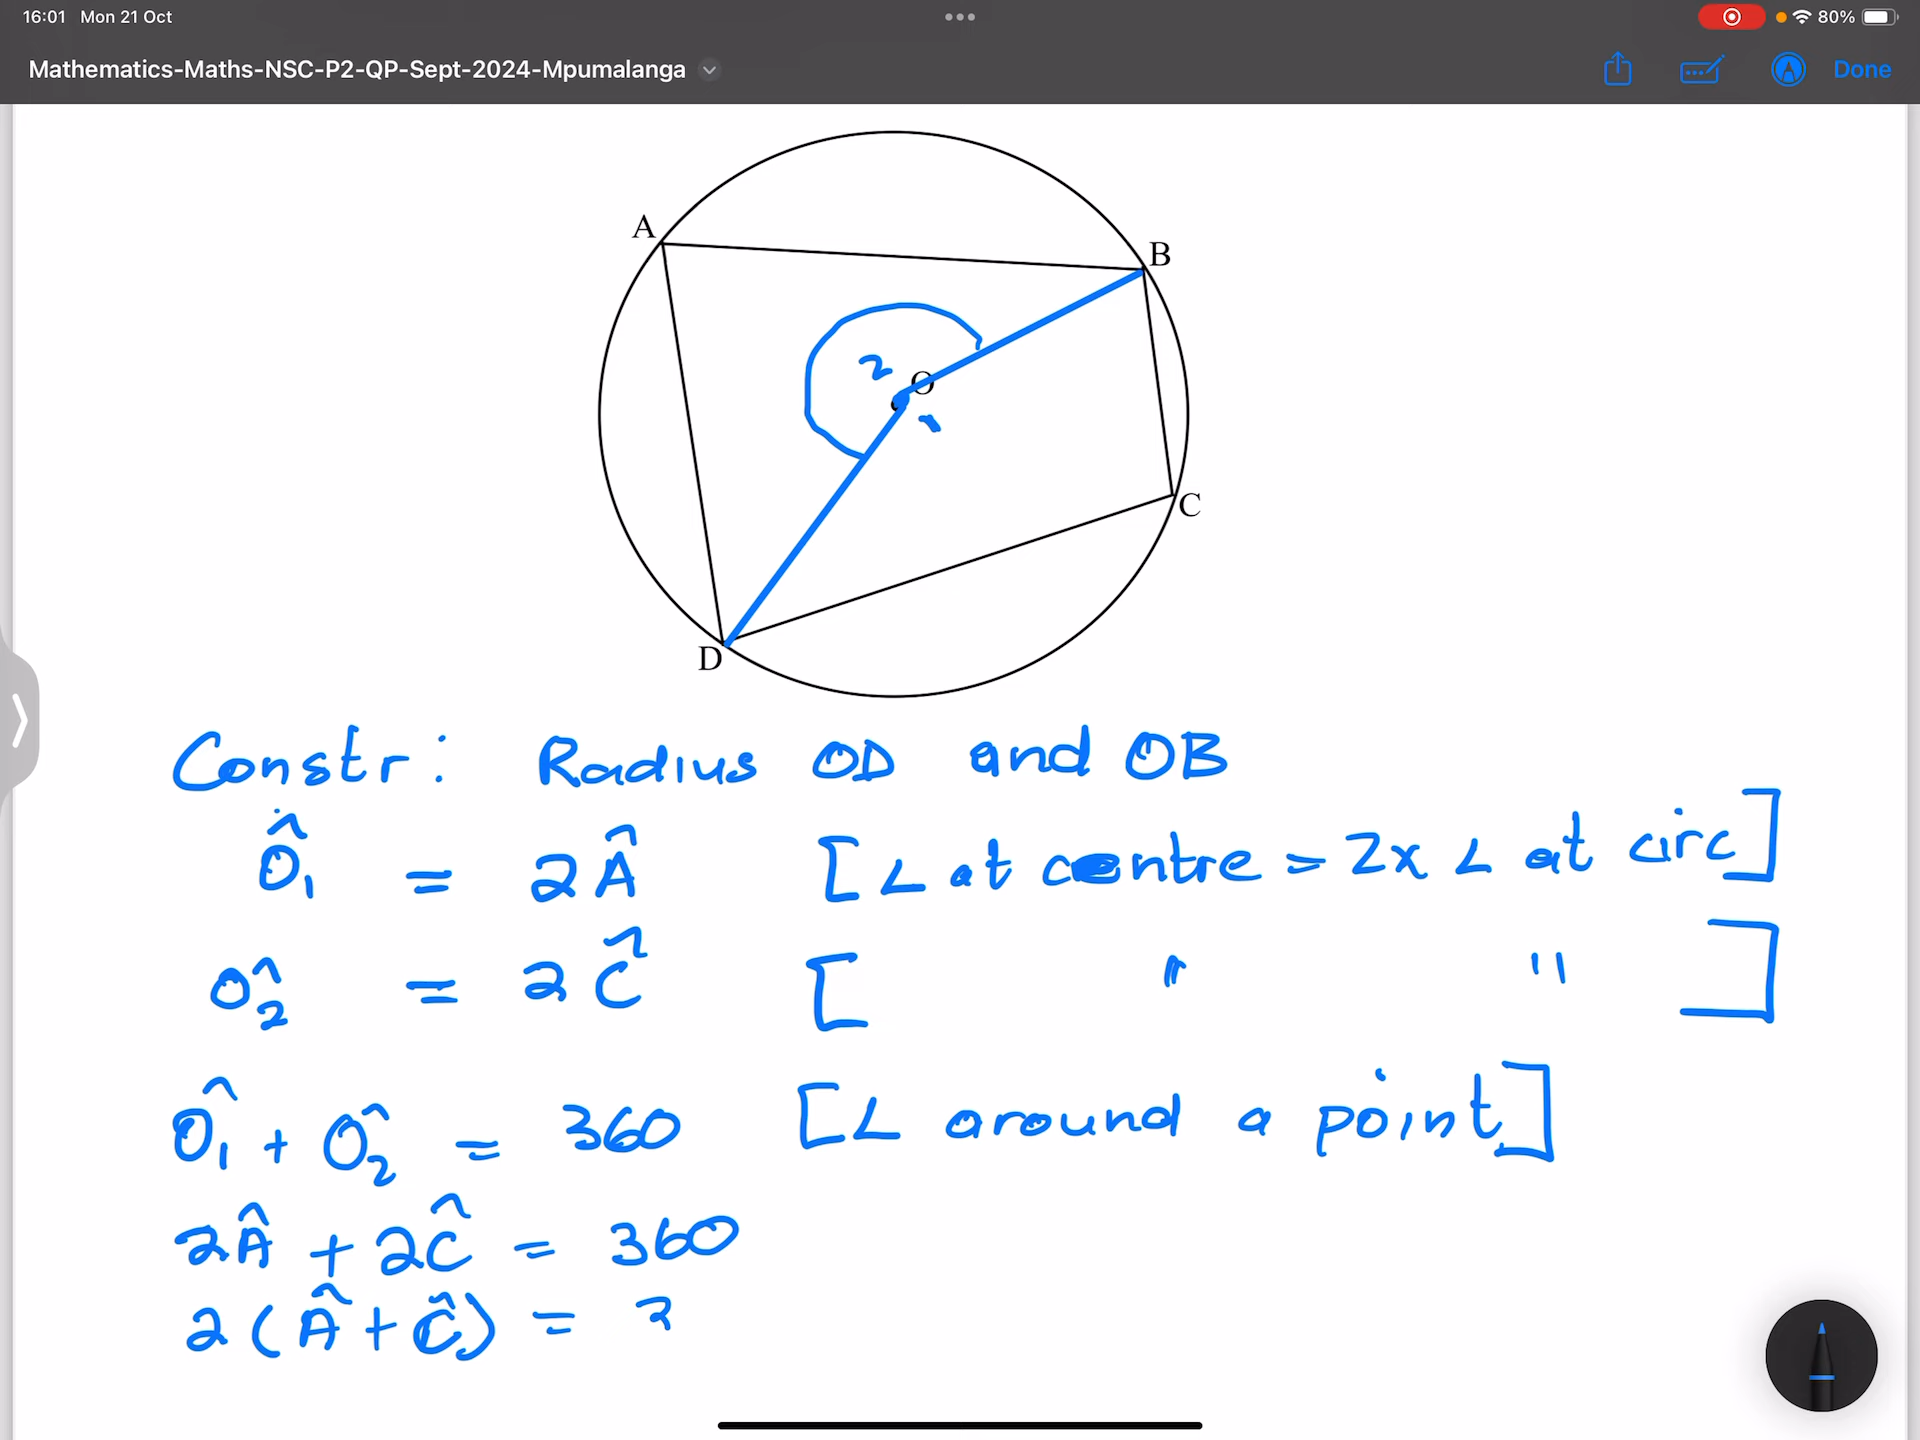 16:01 Mon 21 Oct
80%
Mathematics-Maths-NSC-P2-QP-Sept-2024-Mpumalanga
Done
A
B
2
O
1
C
D
Constr: Radius OD and OB
Ô₁ = 2Â [∠ at centre = 2x ∠ at circ]
Ô₂ = 2Ĉ [ " " ]
Ô₁ + Ô₂ = 360 [∠ around a point]
2Â + 2Ĉ = 360
2(Â + Ĉ) = 3